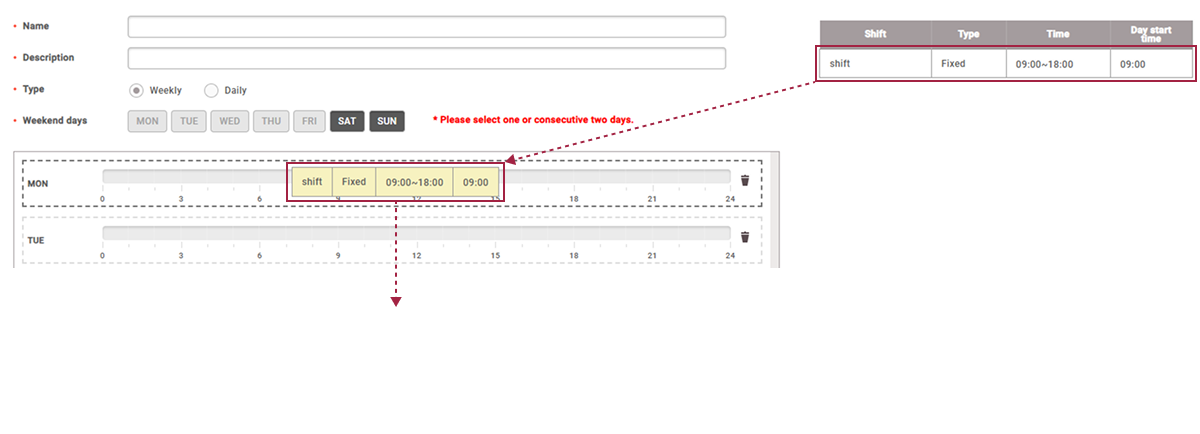 Name
Description
Type Weekly Daily
Weekend days MON TUE WED THU FRI SAT SUN * Please select one or consecutive two days.
Shift Type Time Day start time
shift Fixed 09:00~18:00 09:00
MON shift Fixed 09:00~18:00 09:00
0 3 6 9 12 15 18 21 24
TUE
0 3 6 9 12 15 18 21 24